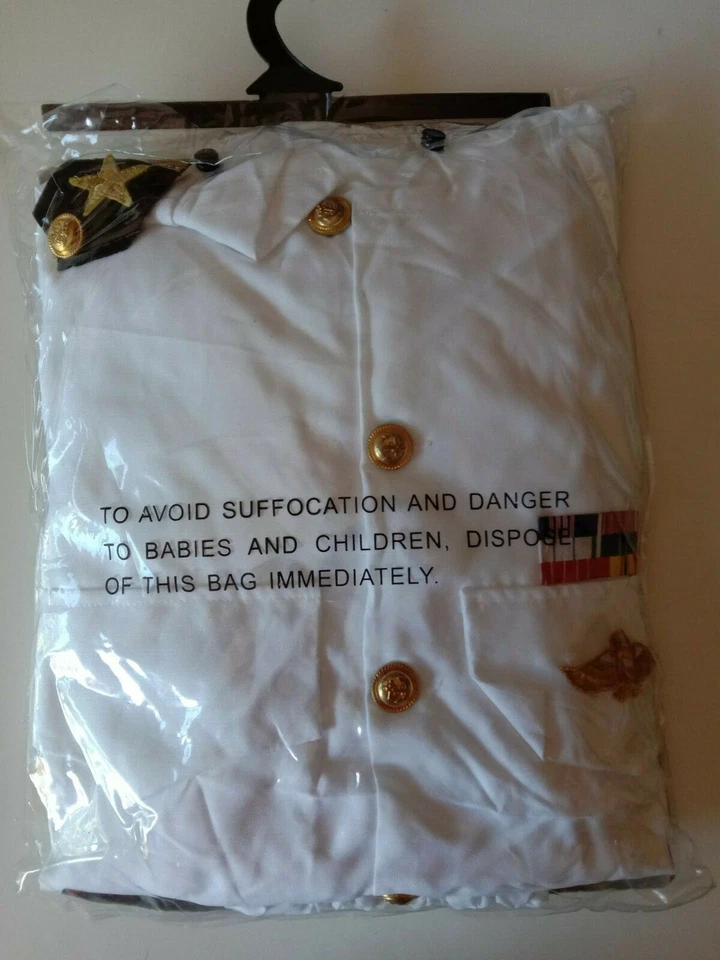 TO AVOID SUFFOCATION AND DANGER
TO BABIES AND CHILDREN, DISPOSE
OF THIS BAG IMMEDIATELY.